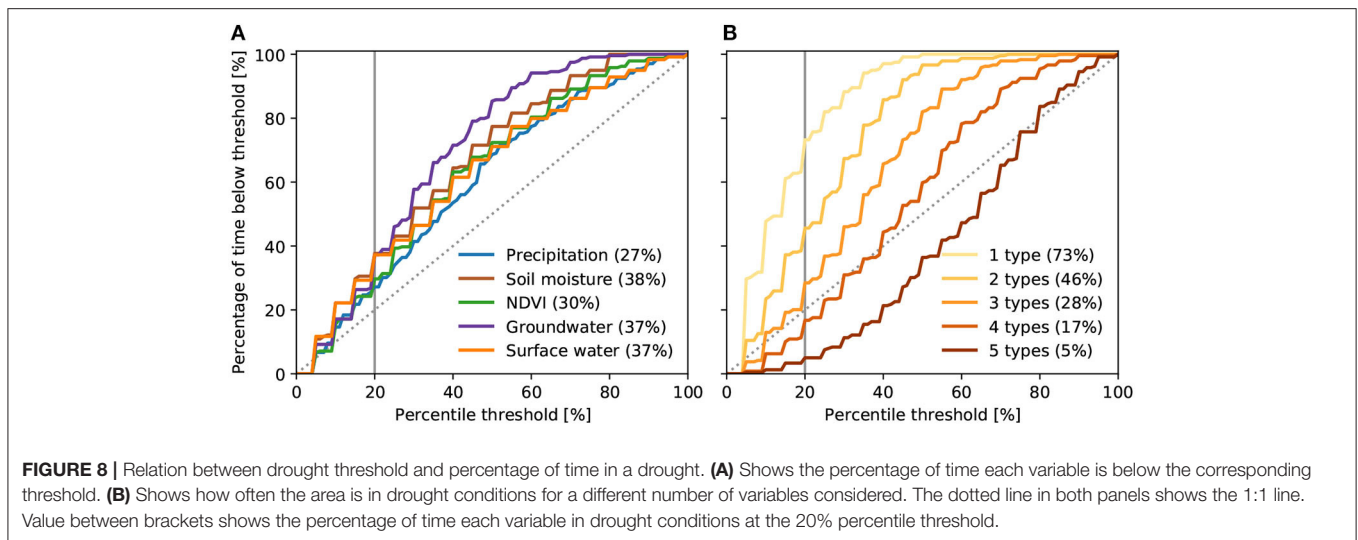 A
B
Percentage of time below threshold [%]
100
80
60
40
20
0
Precipitation (27%)
Soil moisture (38%)
NDVI (30%)
Groundwater (37%)
Surface water (37%)
0 20 40 60 80 100
Percentile threshold [%]
1 type (73%)
2 types (46%)
3 types (28%)
4 types (17%)
5 types (5%)
0 20 40 60 80 100
Percentile threshold [%]
FIGURE 8 | Relation between drought threshold and percentage of time in a drought. (A) Shows the percentage of time each variable is below the corresponding
threshold. (B) Shows how often the area is in drought conditions for a different number of variables considered. The dotted line in both panels shows the 1:1 line.
Value between brackets shows the percentage of time each variable in drought conditions at the 20% percentile threshold.